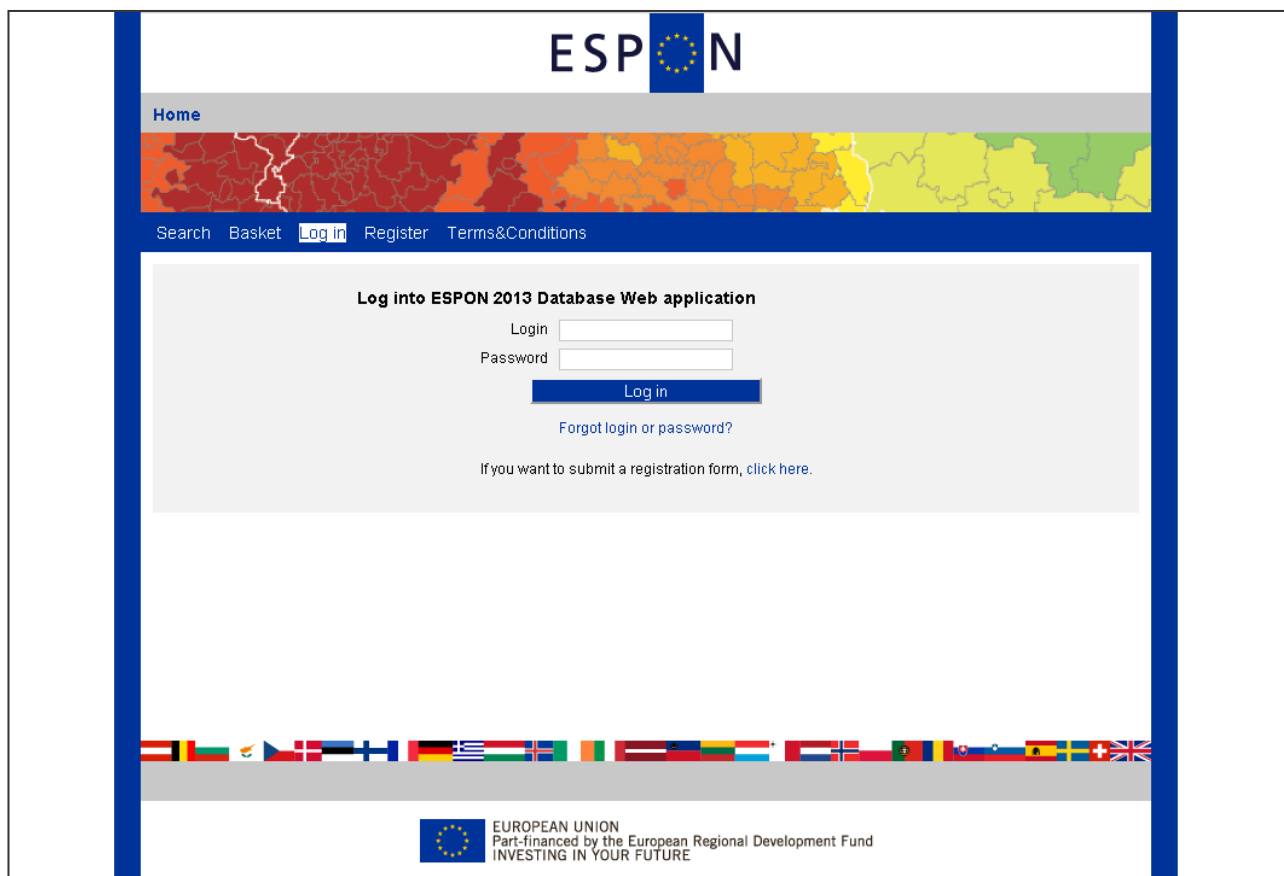 ESPON
Home
Search Basket Log in Register Terms&Conditions
Log into ESPON 2013 Database Web application
Login
Password
Log in
Forgot login or password?
If you want to submit a registration form, click here.
EUROPEAN UNION
Part-financed by the European Regional Development Fund
INVESTING IN YOUR FUTURE